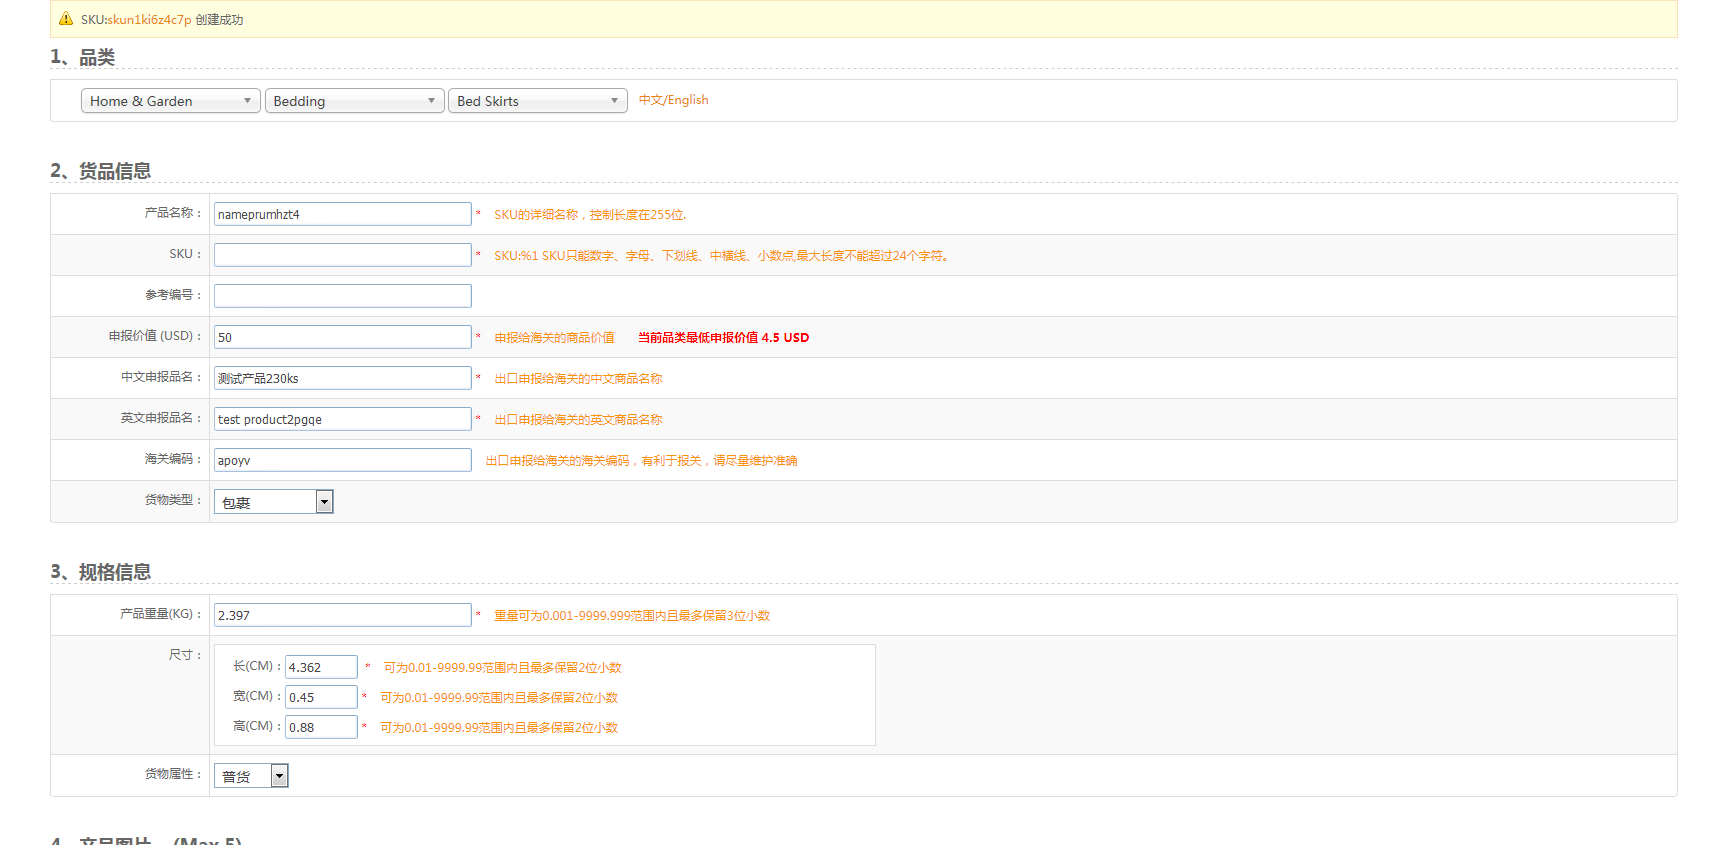 SKU:skun1ki6z4c7p 创建成功
1、品类
Home & Garden Bedding Bed Skirts 中文/English
2、货品信息
产品名称： nameprumhzt4 * SKU的详细名称，控制长度在255位.
SKU： * SKU:%1 SKU只能数字、字母、下划线、中横线、小数点,最大长度不能超过24个字符。
参考编号：
申报价值 (USD)： 50 * 申报给海关的商品价值 当前品类最低申报价值 4.5 USD
中文申报品名： 测试产品230ks * 出口申报给海关的中文商品名称
英文申报品名： test product2pgqe * 出口申报给海关的英文商品名称
海关编码： apoyv 出口申报给海关的海关编码，有利于报关，请尽量维护准确
货物类型： 包裹
3、规格信息
产品重量(KG)： 2.397 * 重量可为0.001-9999.999范围内且最多保留3位小数
尺寸：
长(CM)： 4.362 * 可为0.01-9999.99范围内且最多保留2位小数
宽(CM)： 0.45 * 可为0.01-9999.99范围内且最多保留2位小数
高(CM)： 0.88 * 可为0.01-9999.99范围内且最多保留2位小数
货物属性： 普货
4、产品图片 (Max 5)